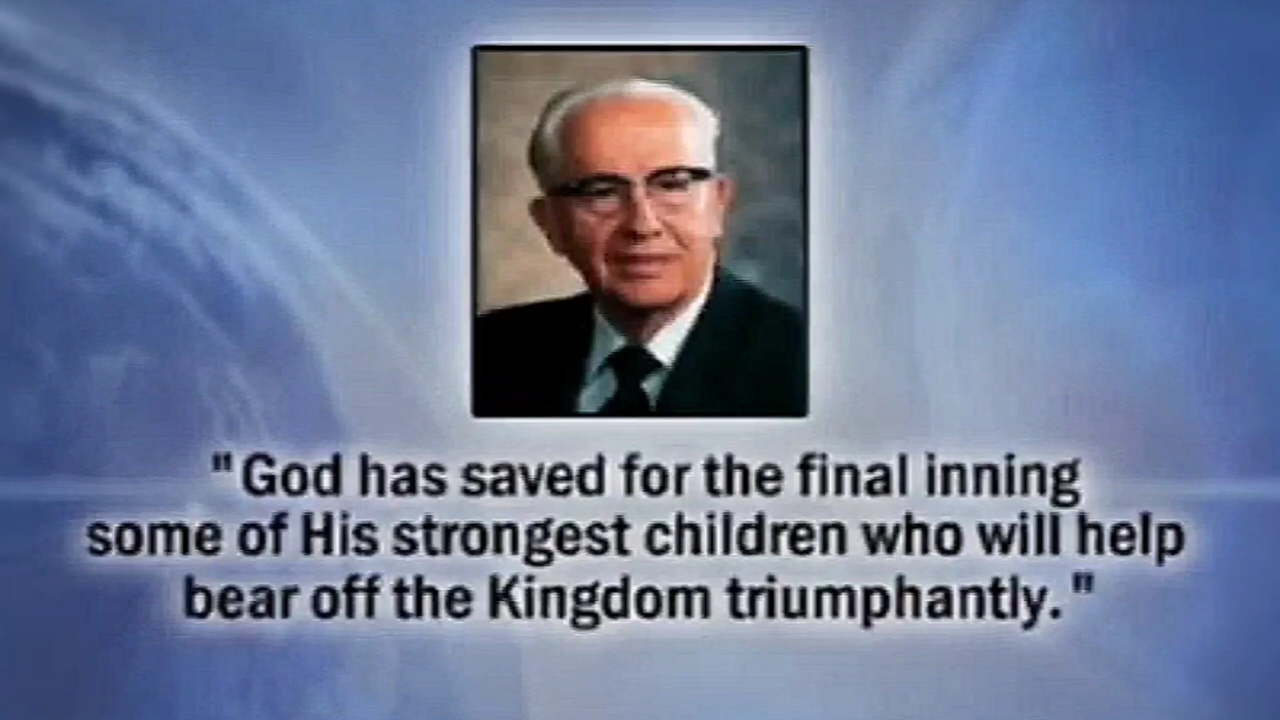 "God has saved for the final inning
some of His strongest children who will help
bear off the Kingdom triumphantly."